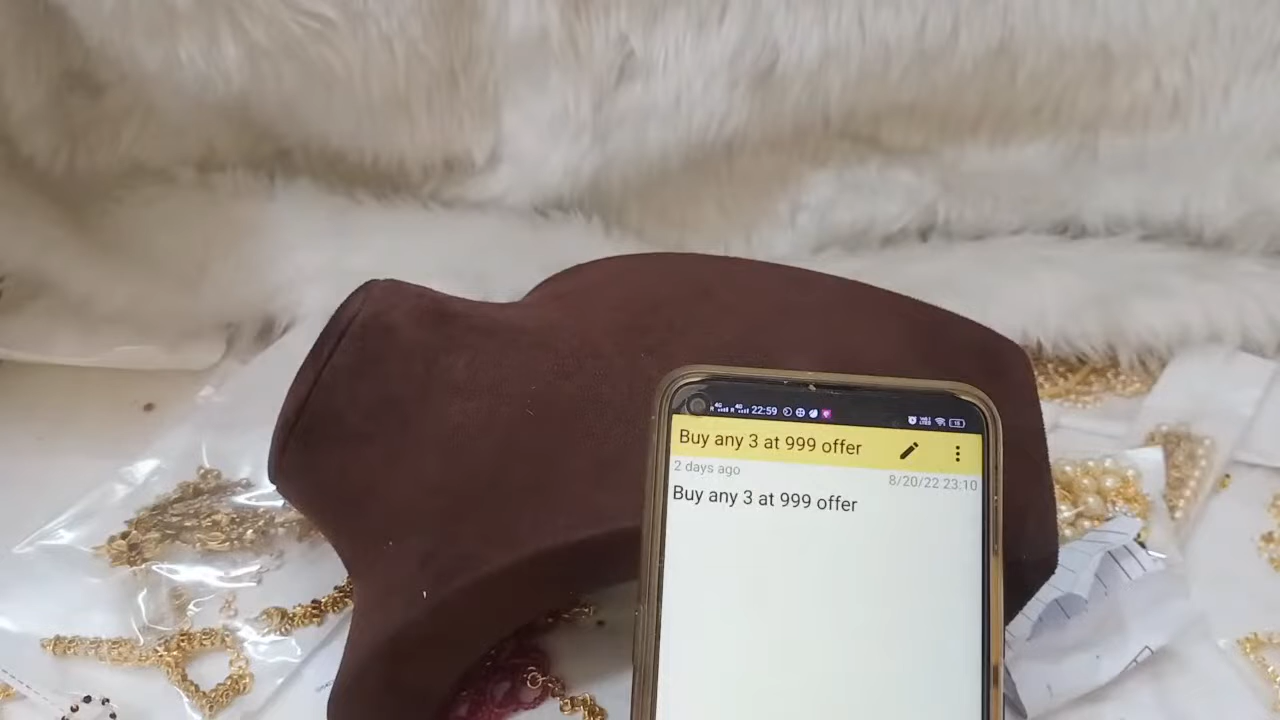 22:59
Buy any 3 at 999 offer
2 days ago
8/20/22 23:10
Buy any 3 at 999 offer